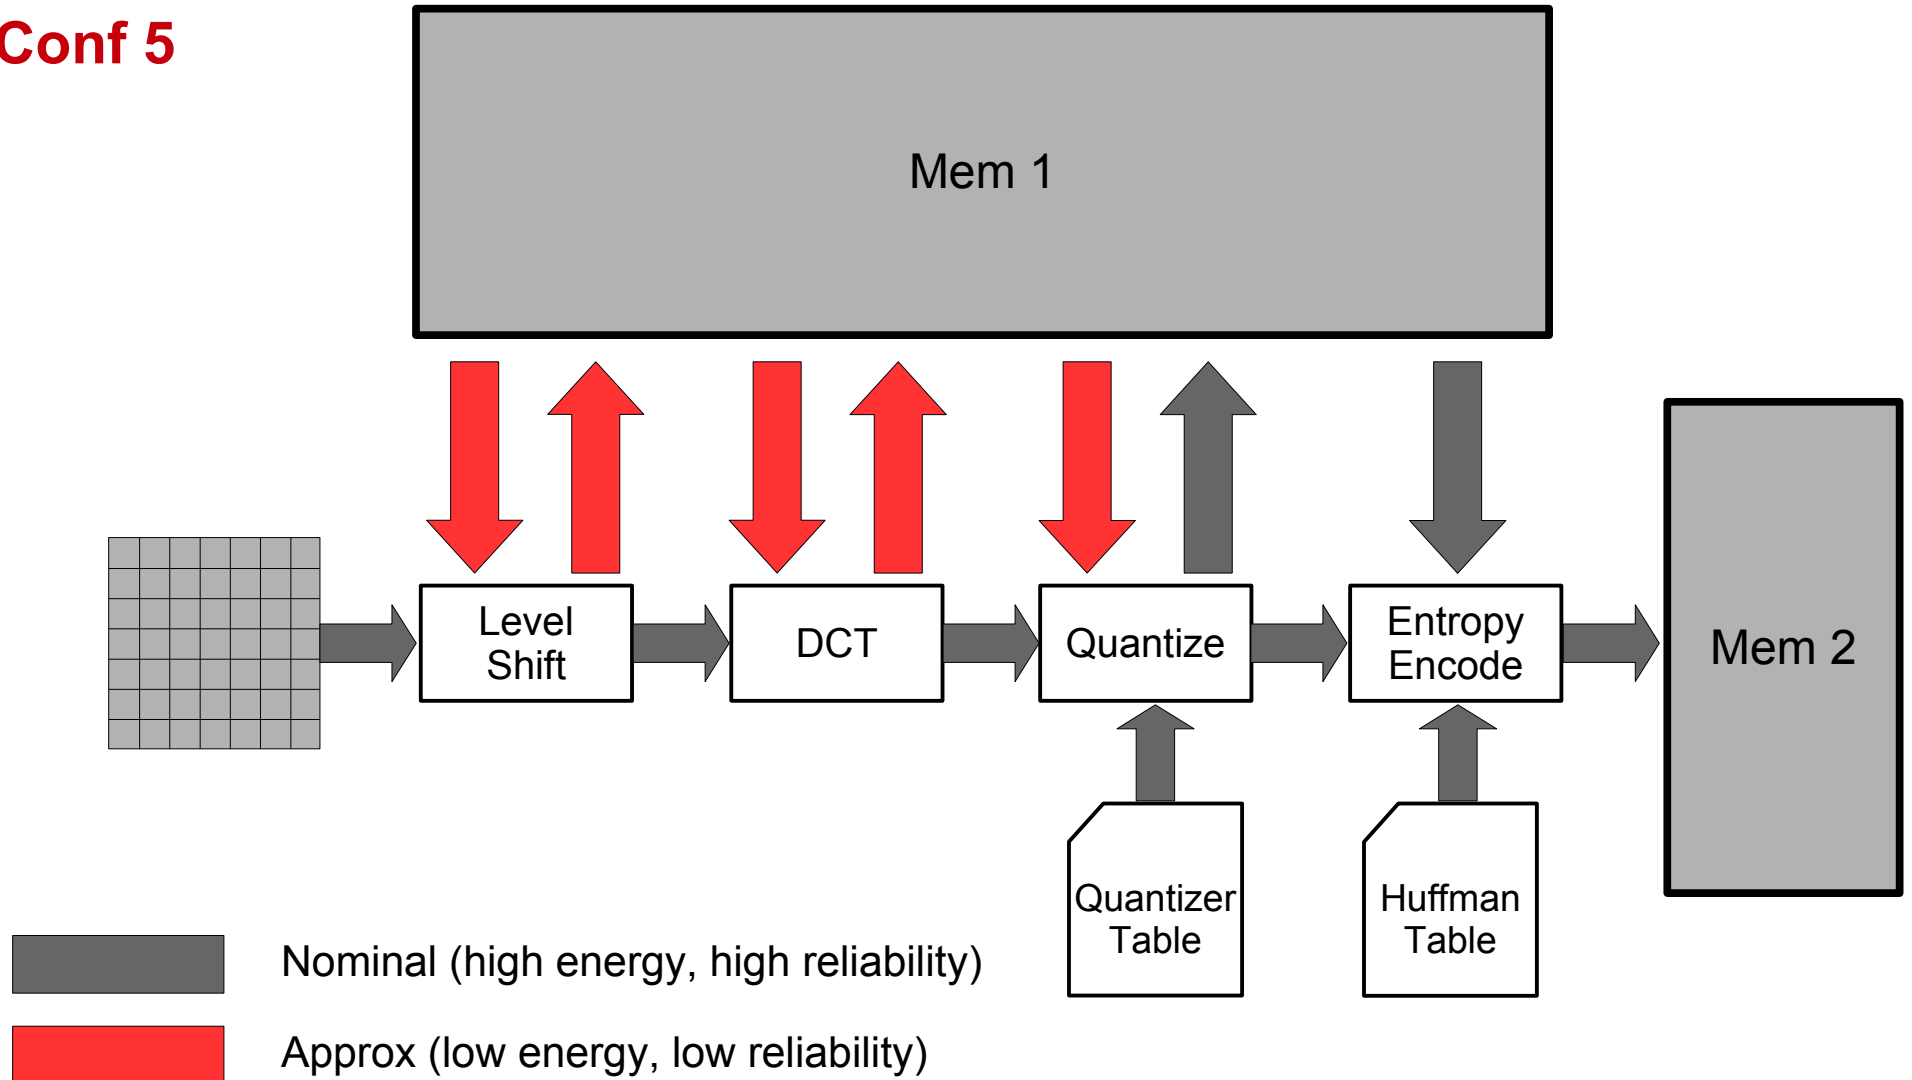 Conf 5
Mem 1
Level
Shift
DCT
Quantize
Entropy
Encode
Mem 2
Quantizer
Table
Huffman
Table
Nominal (high energy, high reliability)
Approx (low energy, low reliability)